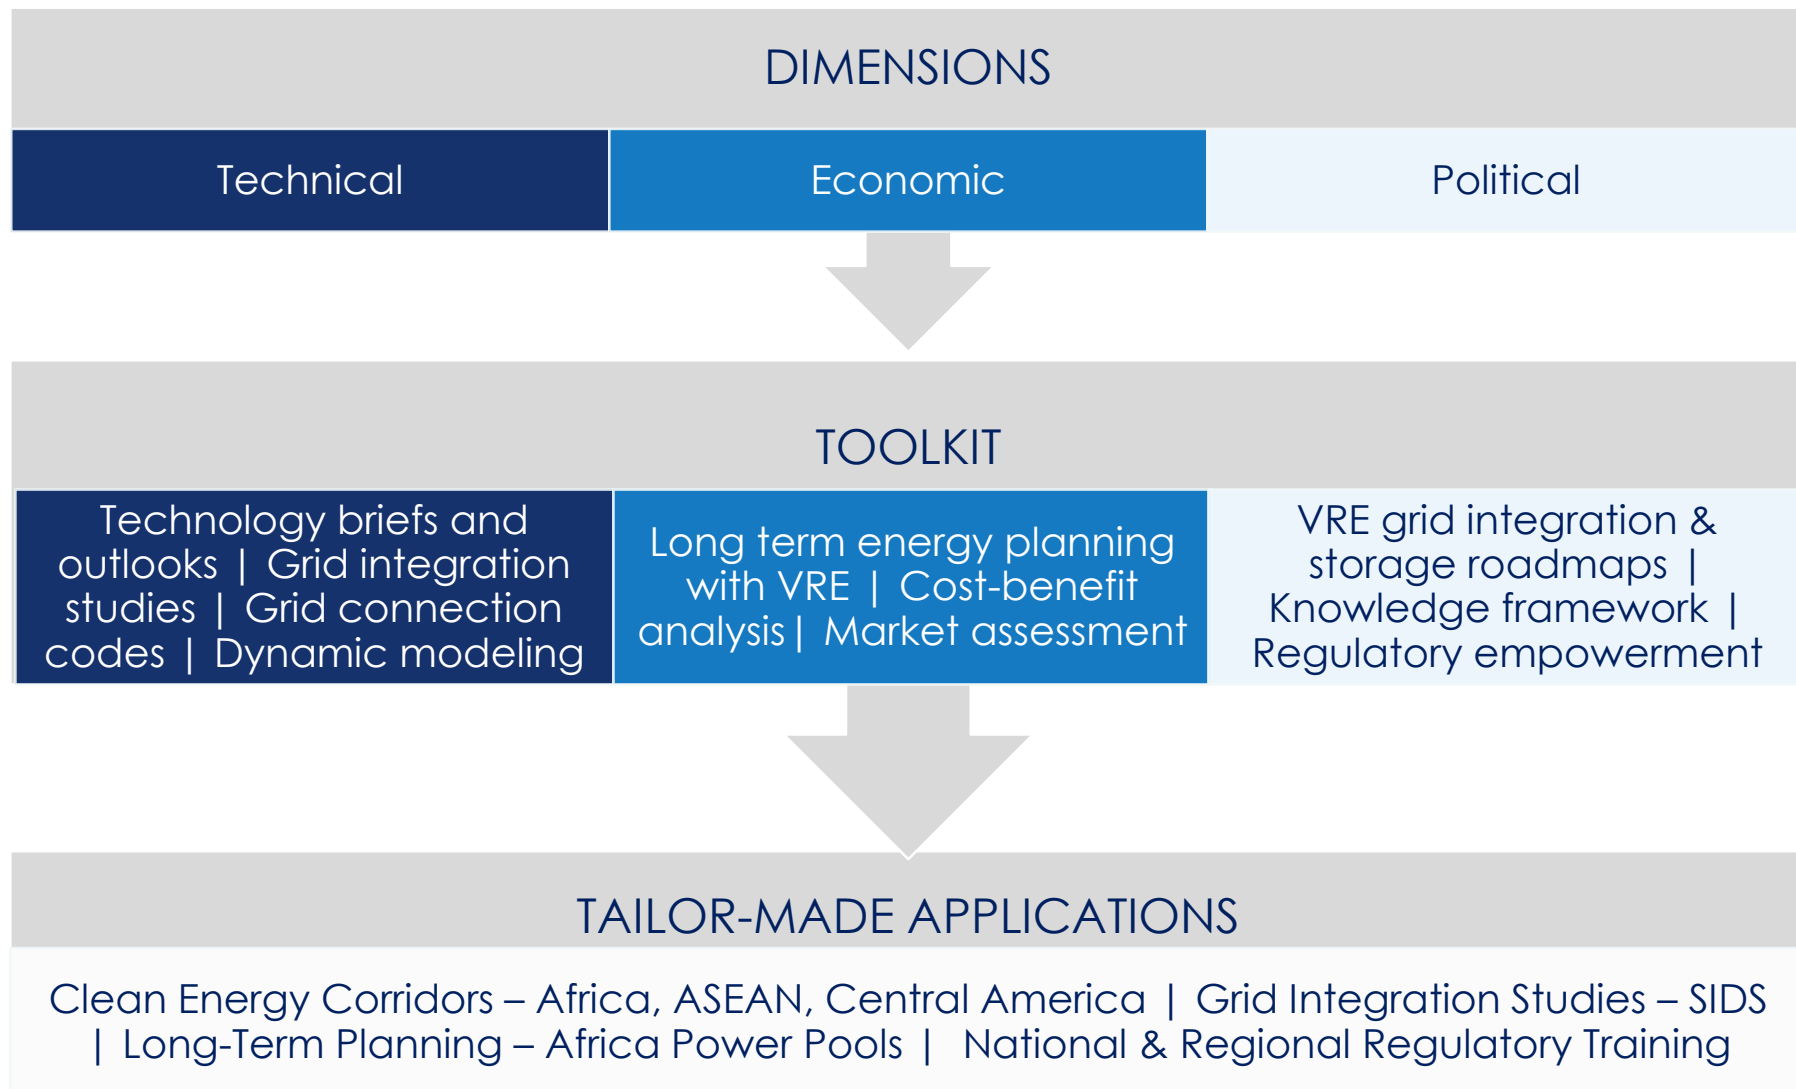 DIMENSIONS
Technical
Economic
Political
TOOLKIT
Technology briefs and
outlooks | Grid integration
studies | Grid connection
codes | Dynamic modeling
Long term energy planning
with VRE | Cost-benefit
analysis| Market assessment
VRE grid integration &
storage roadmaps |
Knowledge framework |
Regulatory empowerment
TAILOR-MADE APPLICATIONS
Clean Energy Corridors – Africa, ASEAN, Central America | Grid Integration Studies – SIDS
| Long-Term Planning – Africa Power Pools | National & Regional Regulatory Training